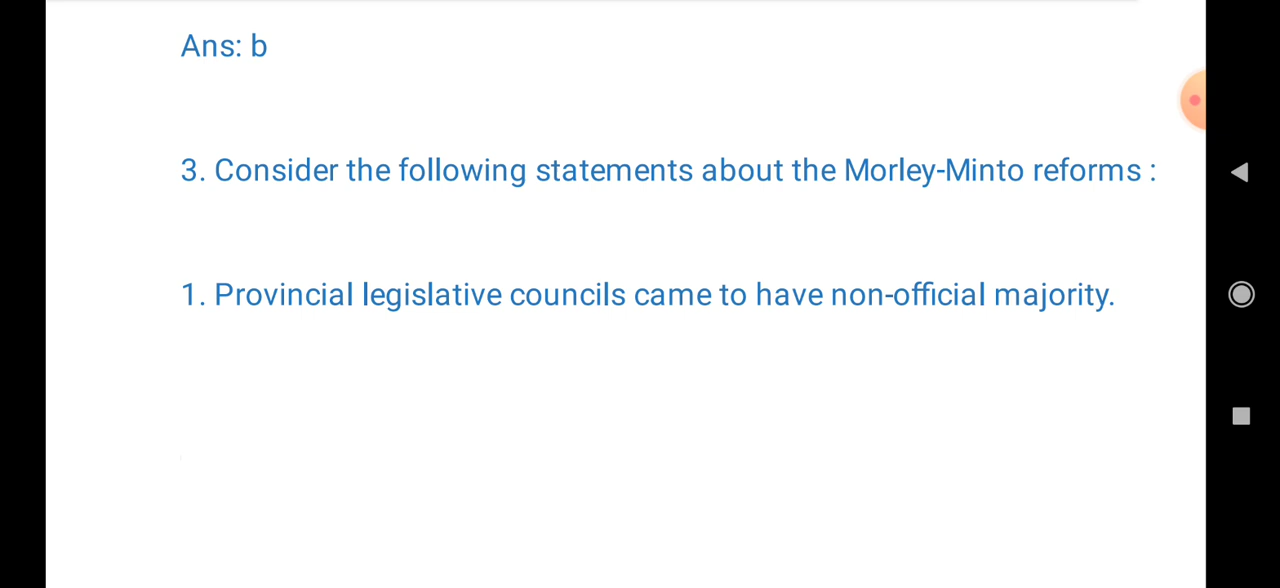 Ans: b
3. Consider the following statements about the Morley-Minto reforms :
1. Provincial legislative councils came to have non-official majority.